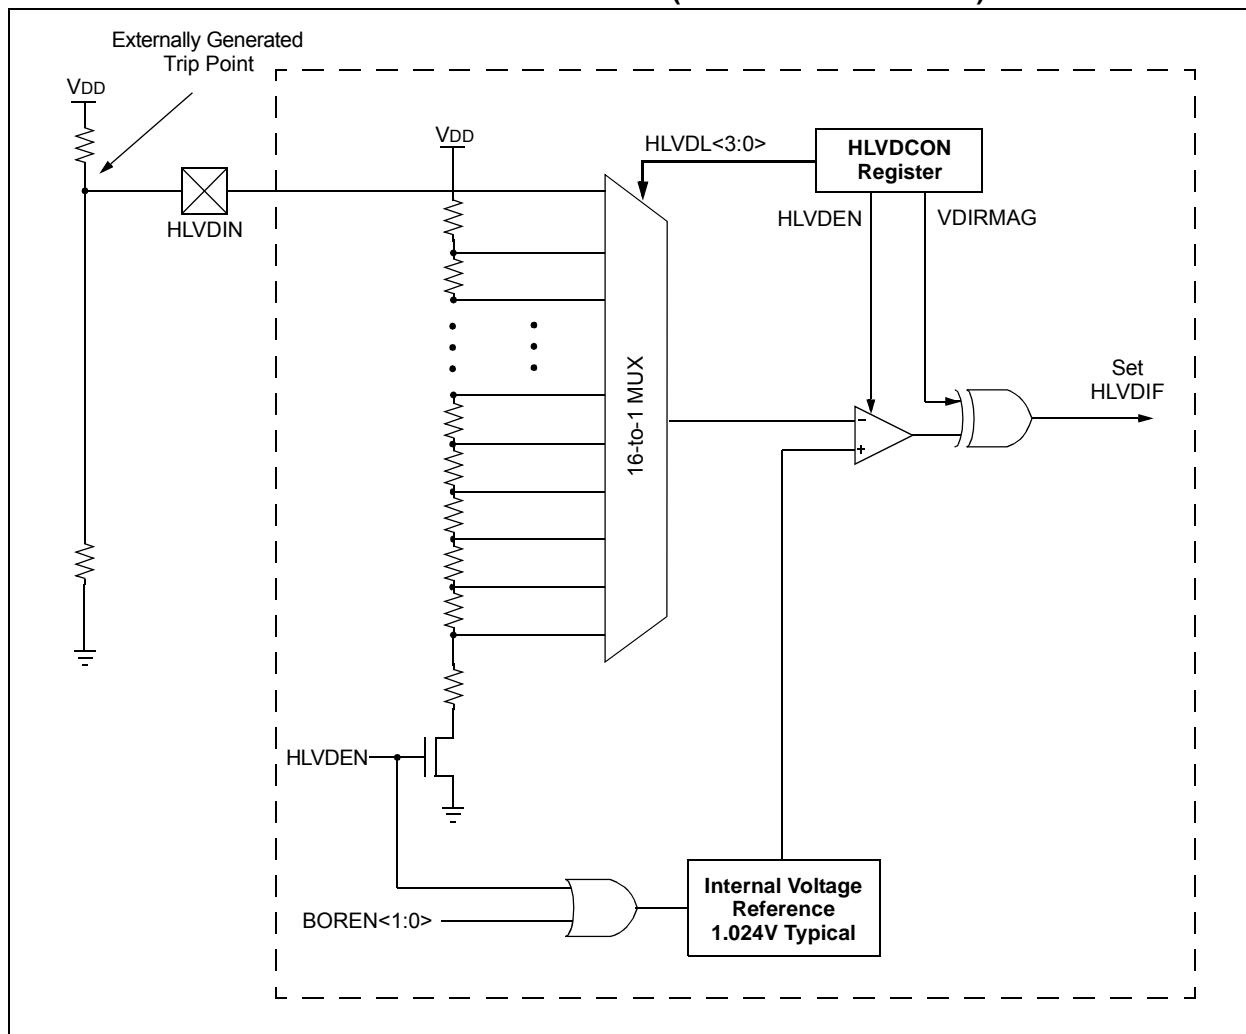 Externally Generated
Trip Point
VDD
VDD
HLVDIN
HLVDL<3:0>
HLVDCON
Register
HLVDEN
VDIRMAG
16-to-1 MUX
Set
HLVDIF
–
+
HLVDEN
BOREN<1:0>
Internal Voltage
Reference
1.024V Typical